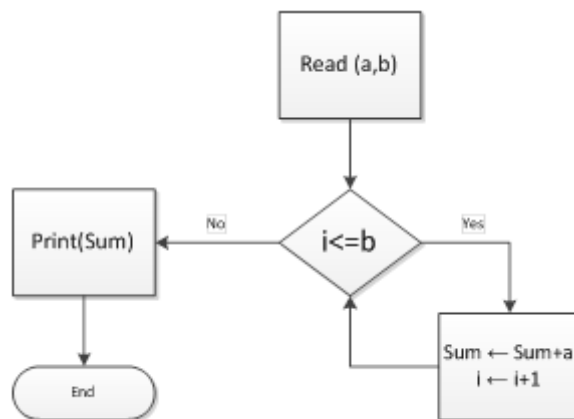 Read (a,b)
No
i<=b
Yes
Print(Sum)
Sum ← Sum+a
i ← i+1
End